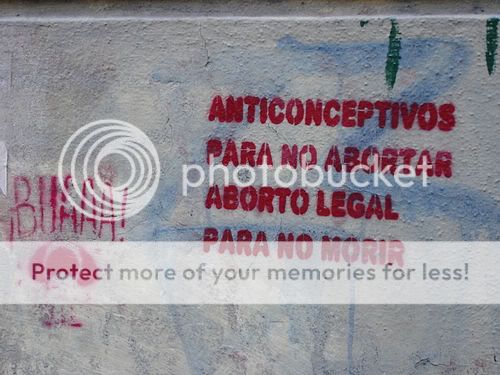 ANTICONCEPTIVOS
PARA NO ABORTAR
ABORTO LEGAL
PARA NO MORIR
photobucket
Protect more of your memories for less!